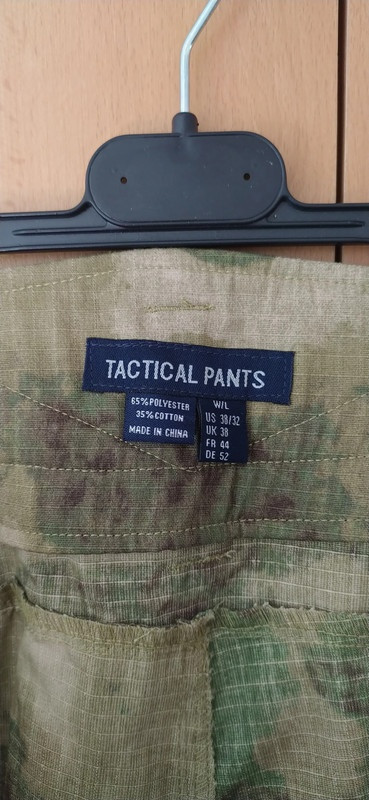 TACTICAL PANTS
65%POLYESTER
35%COTTON
MADE IN CHINA
W/L
US 38/32
UK 38
FR 44
DE 52